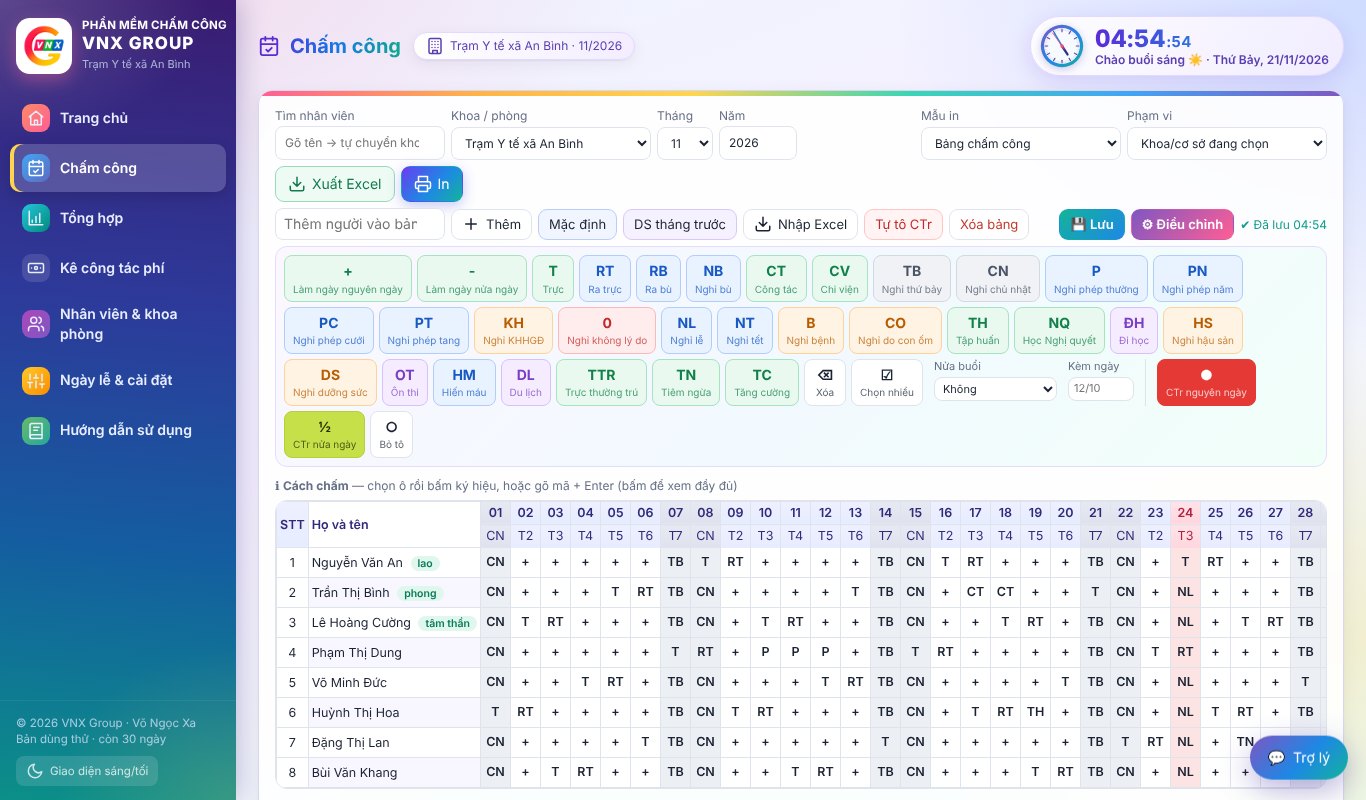 PHẦN MỀM CHẤM CÔNG
VNX GROUP
Trạm Y tế xã An Bình
VNX
Trang chủ
Chấm công
Tổng hợp
Kê công tác phí
Nhân viên & khoa
phòng
Ngày lễ & cài đặt
Hướng dẫn sử dụng
© 2026 VNX Group · Võ Ngọc Xa
Bản dùng thử · còn 30 ngày
Giao diện sáng/tối
Chấm công
Trạm Y tế xã An Bình · 11/2026
04:54:54
Chào buổi sáng ☀️ · Thứ Bảy, 21/11/2026
Tìm nhân viên Khoa / phòng Tháng Năm Mẫu in Phạm vi
Gõ tên → tự chuyển khc Trạm Y tế xã An Bình 11 2026 Bảng chấm công Khoa/cơ sở đang chọn
Xuất Excel In
Thêm người vào bản + Thêm Mặc định DS tháng trước Nhập Excel Tự tô CTr Xóa bảng 💾 Lưu ⚙ Điều chỉnh ✔ Đã lưu 04:54
+ - T RT RB NB CT CV TB CN P PN
Làm ngày nguyên ngày Làm ngày nửa ngày Trực Ra trực Ra bù Nghỉ bù Công tác Chi viện Nghỉ thứ bảy Nghỉ chủ nhật Nghỉ phép thường Nghỉ phép năm
PC PT KH 0 NL NT B CO TH NQ ĐH HS
Nghỉ phép cưới Nghỉ phép tang Nghỉ KHHGĐ Nghỉ không lý do Nghỉ lễ Nghỉ tết Nghỉ bệnh Nghỉ do con ốm Tập huấn Học Nghị quyết Đi học Nghỉ hậu sản
DS OT HM DL TTR TN TC ⌫ ☑ Nửa buổi Kèm ngày ●
Nghỉ dưỡng sức Ôn thi Hiến máu Du lịch Trực thường trú Tiêm ngừa Tăng cường Xóa Chọn nhiều Không 12/10 CTr nguyên ngày
½ O
CTr nửa ngày Bỏ tô
ℹ Cách chấm — chọn ô rồi bấm ký hiệu, hoặc gõ mã + Enter (bấm để xem đầy đủ)
STT Họ và tên 01 02 03 04 05 06 07 08 09 10 11 12 13 14 15 16 17 18 19 20 21 22 23 24 25 26 27 28
CN T2 T3 T4 T5 T6 T7 CN T2 T3 T4 T5 T6 T7 CN T2 T3 T4 T5 T6 T7 CN T2 T3 T4 T5 T6 T7
1 Nguyễn Văn An lao CN + + + + + TB T RT + + + + TB CN T RT + + + TB CN + T RT + + TB
2 Trần Thị Bình phong CN + + + T RT TB CN + + + + T TB CN + CT CT + + T CN + NL + + + TB
3 Lê Hoàng Cường tâm thần CN T RT + + + TB CN + T RT + + TB CN + + T RT + TB CN + NL + T RT TB
4 Phạm Thị Dung CN + + + + + T RT + P P P + TB T RT + + + + TB CN T RT + + + TB
5 Võ Minh Đức CN + + T RT + TB CN + + + T RT TB CN + + + + T TB CN + NL + + + T
6 Huỳnh Thị Hoa T RT + + + + TB CN T RT + + + TB CN + T RT TH + TB CN + NL T RT + TB
7 Đặng Thị Lan CN + + + + T TB CN + + + + + T CN + + + + + TB T RT NL + TN
8 Bùi Văn Khang CN + T RT + + TB CN + + T RT + TB CN + + + T RT TB CN + NL + +
💬 Trợ lý